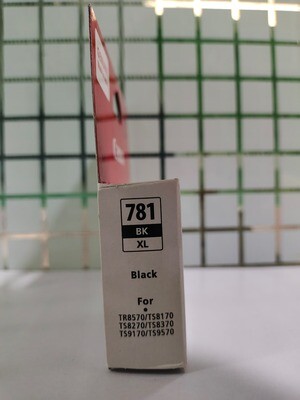 781
BK
XL
Black
For
TR8570/TS8170
TS8270/TS8370
TS9170/TS9570